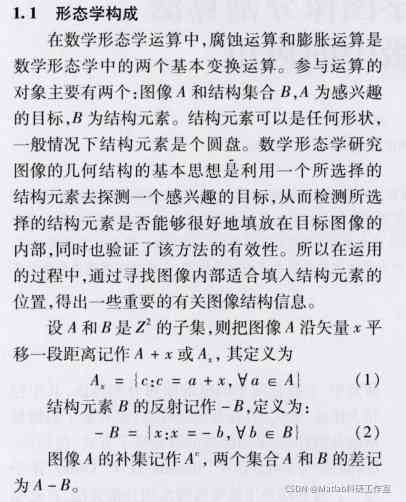 1.1 形态学构成
在数学形态学运算中,腐蚀运算和膨胀运算是
数学形态学中的两个基本变换运算。参与运算的
对象主要有两个:图像 A 和结构集合 B,A 为感兴趣
的目标,B 为结构元素。结构元素可以是任何形状,
一般情况下结构元素是个圆盘。数学形态学研究
图像的几何结构的基本思想是利用一个所选择的
结构元素去探测一个感兴趣的目标,从而检测所选
择的结构元素是否能够很好地填放在目标图像的
内部,同时也验证了该方法的有效性。所以在运用
的过程中,通过寻找图像内部适合填入结构元素的
位置,得出一些重要的有关图像结构信息。
设 A 和 B 是 Z² 的子集,则把图像 A 沿矢量 x 平
移一段距离记作 A + x 或 Aₓ,其定义为
Aₓ = {c:c = a + x,∀a ∈ A} (1)
结构元素 B 的反射记作 - B,定义为:
- B = {x:x = - b,∀b ∈ B} (2)
图像 A 的补集记作 Aᶜ,两个集合 A 和 B 的差记
为 A - B。
CSDN @Matlab科研工作室